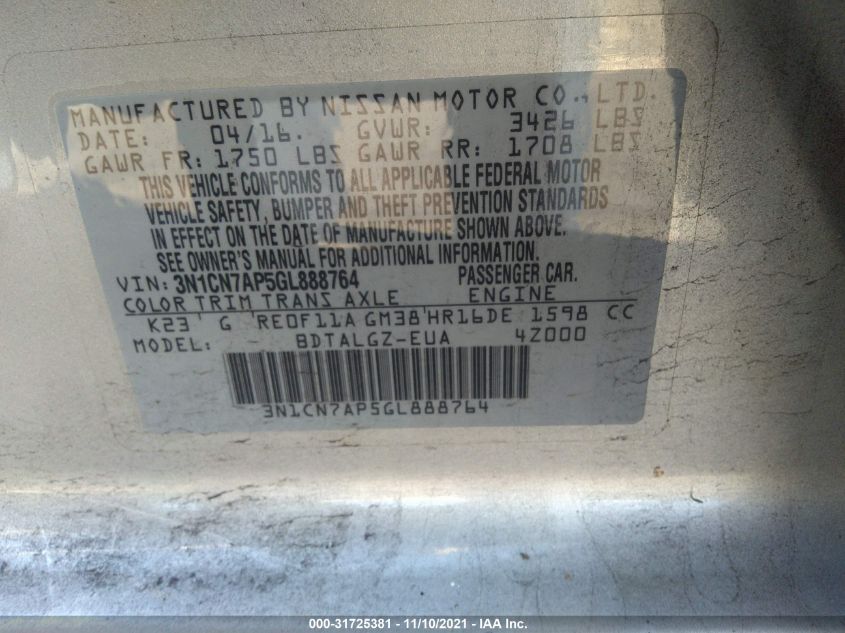 MANUFACTURED BY NISSAN MOTOR CO., LTD.
DATE: 04/16. GVWR: 3426 LBS
GAWR FR: 1750 LBS GAWR RR: 1708 LBS
THIS VEHICLE CONFORMS TO ALL APPLICABLE FEDERAL MOTOR
VEHICLE SAFETY, BUMPER AND THEFT PREVENTION STANDARDS
IN EFFECT ON THE DATE OF MANUFACTURE SHOWN ABOVE.
SEE OWNER'S MANUAL FOR ADDITIONAL INFORMATION.
VIN: 3N1CN7AP5GL888764 PASSENGER CAR.
COLOR TRIM TRANS AXLE ENGINE
K23' G 'RE0F11A GM38'HR16DE 1598 CC
MODEL: BDTALGZ-EUA 4Z000
3N1CN7AP5GL888764
000-31725381 - 11/10/2021 - IAA Inc.